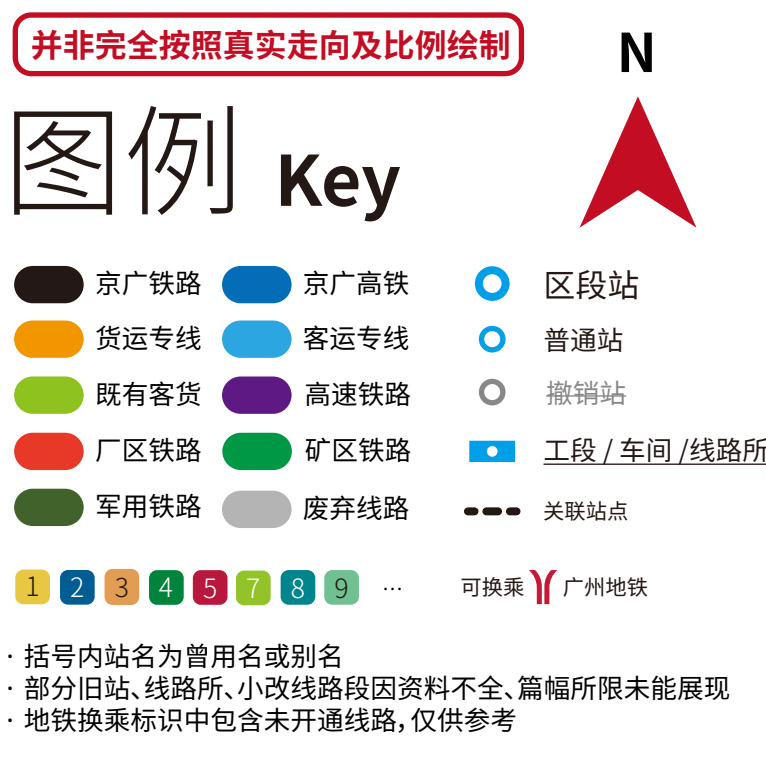 并非完全按照真实走向及比例绘制
N
图例 Key
京广铁路 京广高铁 区段站
货运专线 客运专线 普通站
既有客货 高速铁路 撤销站
厂区铁路 矿区铁路 工段 / 车间 /线路所
军用铁路 废弃线路 关联站点
1 2 3 4 5 7 8 9 … 可换乘 广州地铁
· 括号内站名为曾用名或别名
· 部分旧站、线路所、小改线路段因资料不全、篇幅所限未能展现
· 地铁换乘标识中包含未开通线路，仅供参考